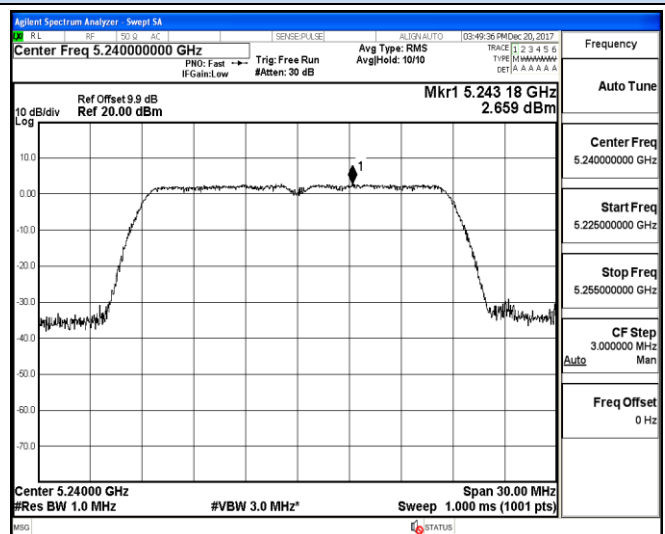 Agilent Spectrum Analyzer - Swept SA
LXI RL RF 50 Ω AC SENSE:PULSE ALIGN AUTO 03:49:36 PM Dec 20, 2017
Center Freq 5.240000000 GHz
PNO: Fast
IFGain:Low
Trig: Free Run
#Atten: 30 dB
Avg Type: RMS
Avg|Hold: 10/10
TRACE 1 2 3 4 5 6
TYPE
DET A A A A A A
Mkr1 5.243 18 GHz
2.659 dBm
Ref Offset 9.9 dB
10 dB/div Ref 20.00 dBm
Log
10.0
0.00
-10.0
-20.0
-30.0
-40.0
-50.0
-60.0
-70.0
1
Center 5.24000 GHz Span 30.00 MHz
#Res BW 1.0 MHz #VBW 3.0 MHz* Sweep 1.000 ms (1001 pts)
MSG STATUS
Frequency
Auto Tune
Center Freq
5.240000000 GHz
Start Freq
5.225000000 GHz
Stop Freq
5.255000000 GHz
CF Step
3.000000 MHz
Auto Man
Freq Offset
0 Hz